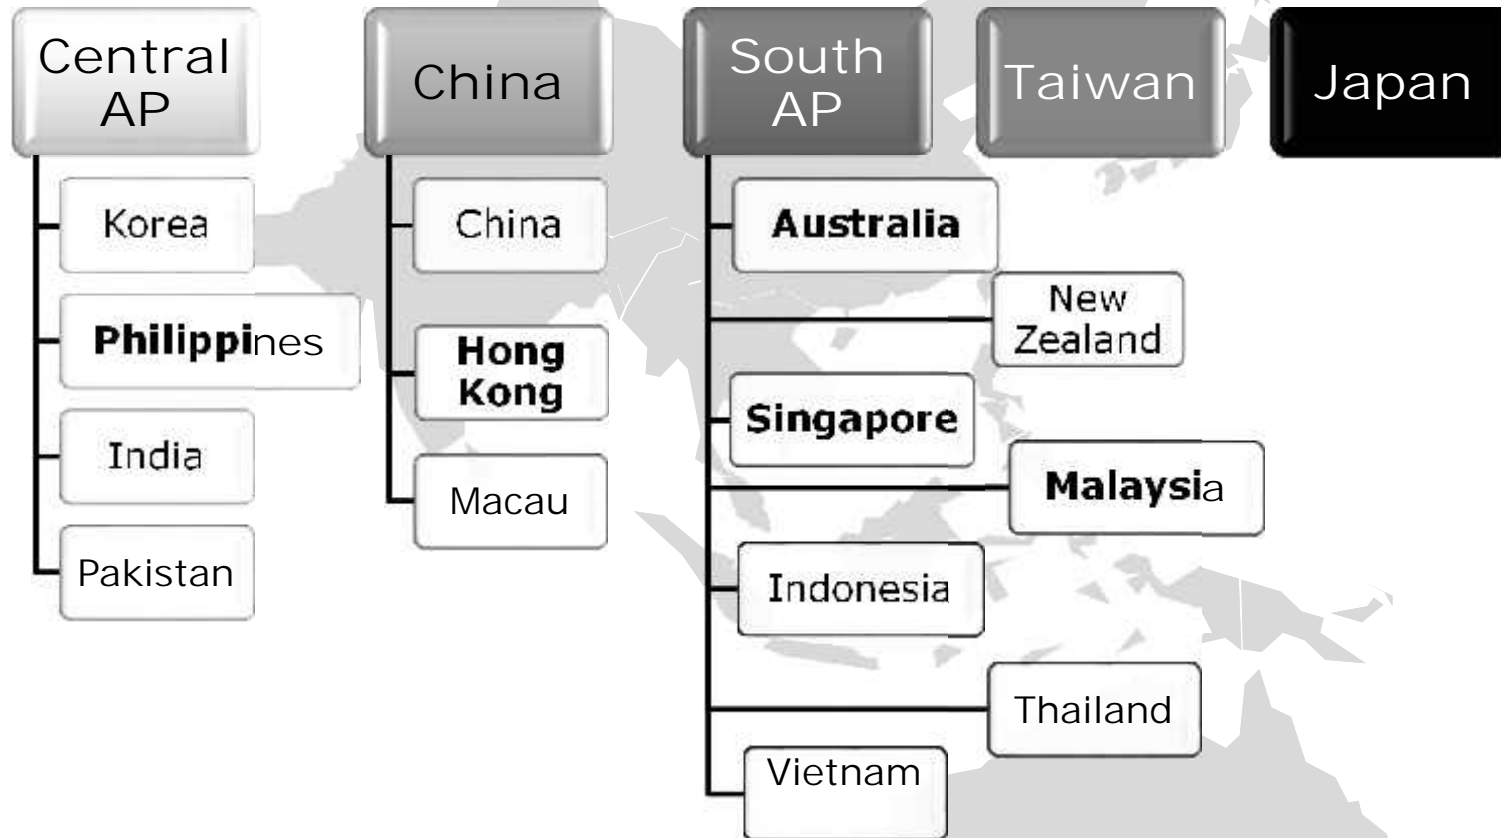 Central
AP
Korea
Philippines
India
Pakistan
China
China
Hong
Kong
Macau
South
AP
Australia
New
Zealand
Singapore
Malaysia
Indonesia
Thailand
Vietnam
Taiwan
Japan